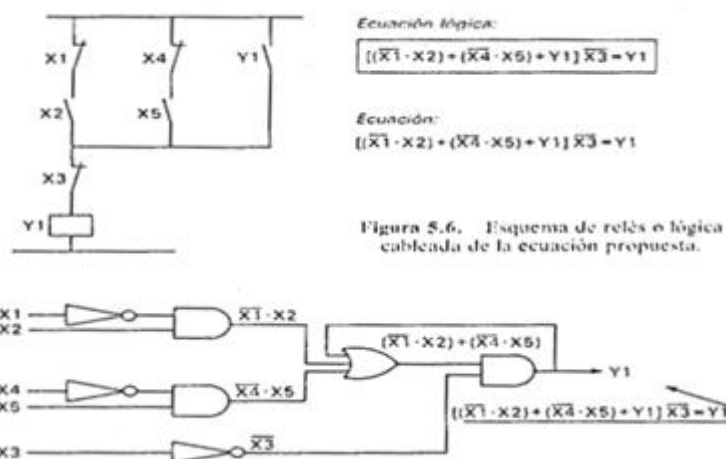 X1
X4
Y1
X2
X5
X3
Y1
Ecuación lógica:
[(X̅1̅·X2)+(X̅4̅·X5)+Y1] X̅3̅=Y1
Ecuación:
[(X̅1̅·X2)+(X̅4̅·X5)+Y1] X̅3̅=Y1
Figura 5.6. Esquema de relés o lógica
cableada de la ecuación propuesta.
X1
X2
X̅1̅·X2
(X̅1̅·X2)+(X̅4̅·X5)
Y1
X4
X5
X̅4̅·X5
[(X̅1̅·X2)+(X̅4̅·X5)+Y1] X̅3̅=Y1
X3
X̅3̅